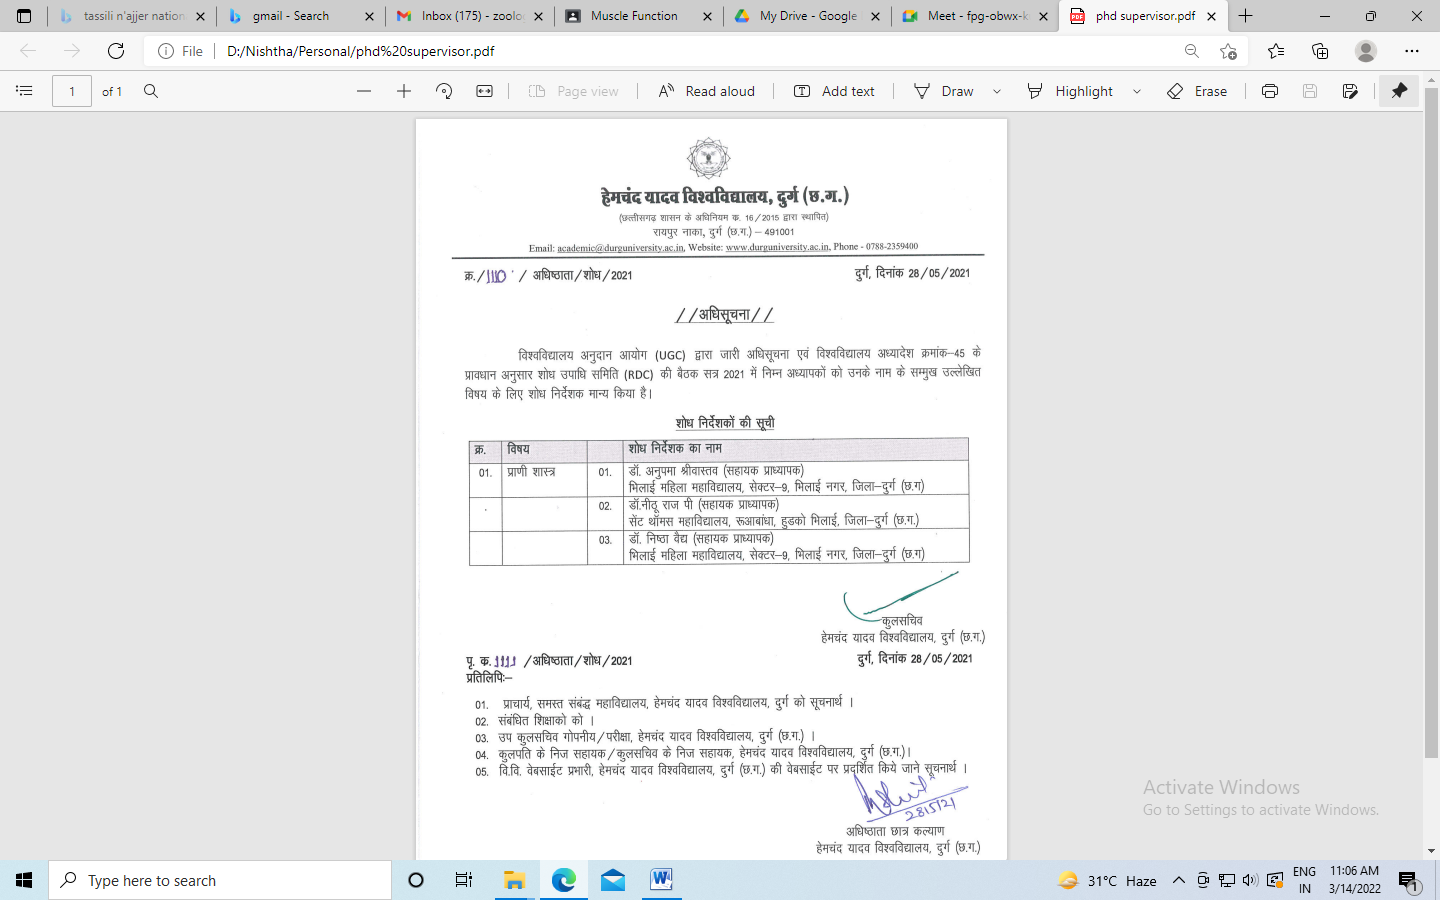 tassili n'ajjer nation
gmail - Search
Inbox (175) - zoolo
Muscle Function
My Drive - Google
Meet - fpg-obwx-k
phd supervisor.pdf
File D:/Nishtha/Personal/phd%20supervisor.pdf
1 of 1 Page view Read aloud Add text Draw Highlight Erase
हेमचंद यादव विश्वविद्यालय, दुर्ग (छ.ग.)
(छत्तीसगढ़ शासन के अधिनियम क. 16/2015 द्वारा स्थापित)
रायपुर नाका, दुर्ग (छ.ग.) – 491001
Email: academic@durguniversity.ac.in, Website: www.durguniversity.ac.in, Phone - 0788-2359400
क्र./1110 / अधिष्ठाता/शोध/2021 दुर्ग, दिनांक 28/05/2021
//अधिसूचना//
विश्वविद्यालय अनुदान आयोग (UGC) द्वारा जारी अधिसूचना एवं विश्वविद्यालय अध्यादेश क्रमांक–45 के
प्रावधान अनुसार शोध उपाधि समिति (RDC) की बैठक सत्र 2021 में निम्न अध्यापकों को उनके नाम के सम्मुख उल्लेखित
विषय के लिए शोध निर्देशक मान्य किया है।
शोध निर्देशकों की सूची
क्र. विषय शोध निर्देशक का नाम
01. प्राणी शास्त्र 01. डॉ. अनुपमा श्रीवास्तव (सहायक प्राध्यापक)
भिलाई महिला महाविद्यालय, सेक्टर–9, भिलाई नगर, जिला–दुर्ग (छ.ग)
02. डॉ.नीठू राज पी (सहायक प्राध्यापक)
सेंट थॉमस महाविद्यालय, रूआबांधा, हुडको भिलाई, जिला–दुर्ग (छ.ग.)
03. डॉ. निष्ठा वैद्य (सहायक प्राध्यापक)
भिलाई महिला महाविद्यालय, सेक्टर–9, भिलाई नगर, जिला–दुर्ग (छ.ग)
कुलसचिव
हेमचंद यादव विश्वविद्यालय, दुर्ग (छ.ग.)
पृ. क. 1111 /अधिष्ठाता/शोध/2021 दुर्ग, दिनांक 28/05/2021
प्रतिलिपिः–
01. प्राचार्य, समस्त संबंद्ध महाविद्यालय, हेमचंद यादव विश्वविद्यालय, दुर्ग को सूचनार्थ ।
02. संबंधित शिक्षाको को ।
03. उप कुलसचिव गोपनीय/परीक्षा, हेमचंद यादव विश्वविद्यालय, दुर्ग (छ.ग.) ।
04. कुलपति के निज सहायक/कुलसचिव के निज सहायक, हेमचंद यादव विश्वविद्यालय, दुर्ग (छ.ग.)।
05. वि.वि. वेबसाईट प्रभारी, हेमचंद यादव विश्वविद्यालय, दुर्ग (छ.ग.) की वेबसाईट पर प्रदर्शित किये जाने सूचनार्थ ।
28/5/21
अधिष्ठाता छात्र कल्याण
हेमचंद यादव विश्वविद्यालय, दुर्ग (छ.ग.)
Activate Windows
Go to Settings to activate Windows.
Type here to search
31°C Haze
ENG
IN
11:06 AM
3/14/2022
1